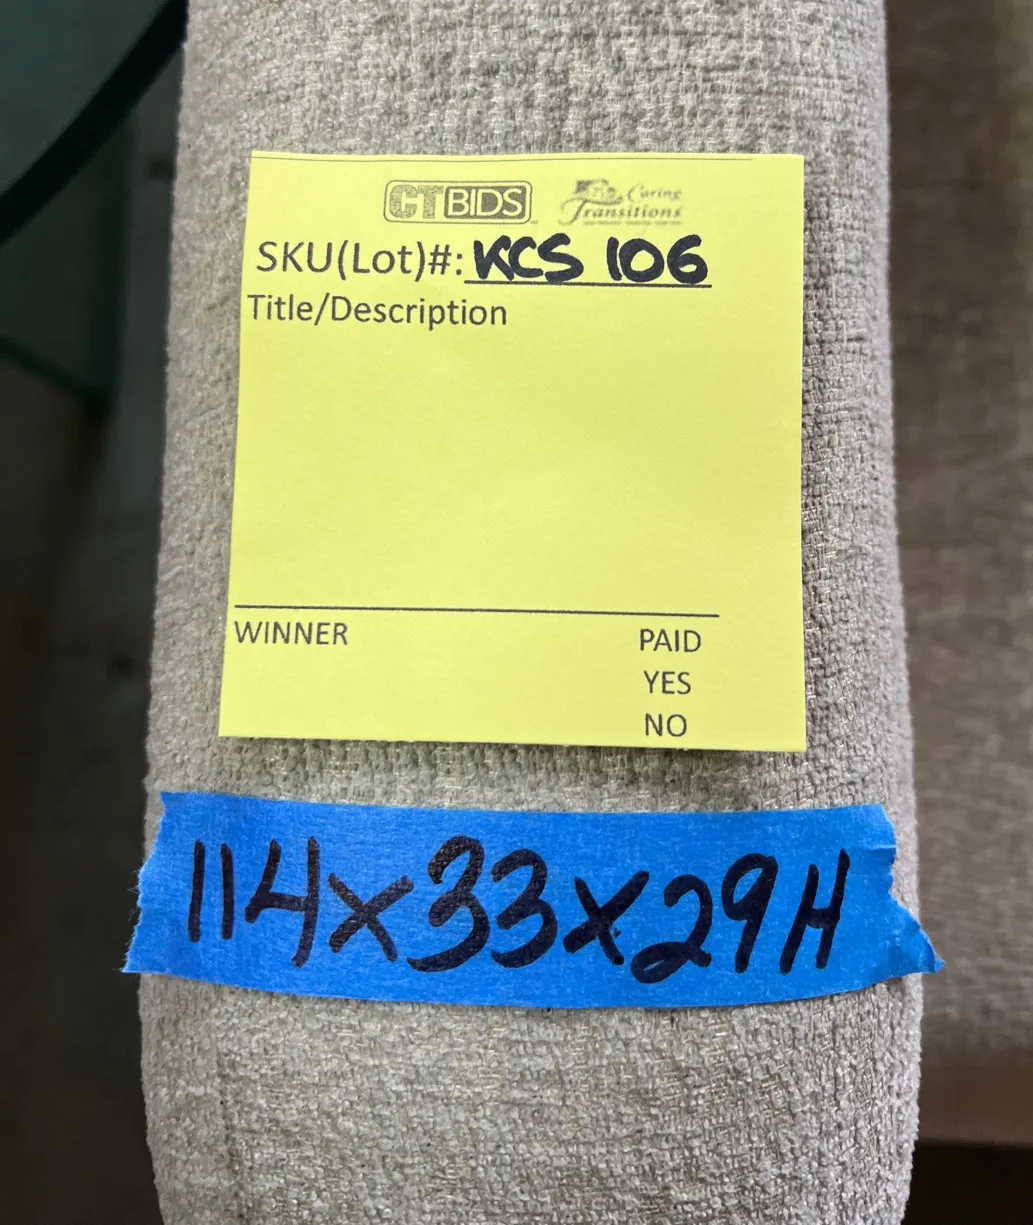 CTBIDS Caring
Transitions
SKU(Lot)#: KCS 106
Title/Description
WINNER PAID
YES
NO
114x33x29H